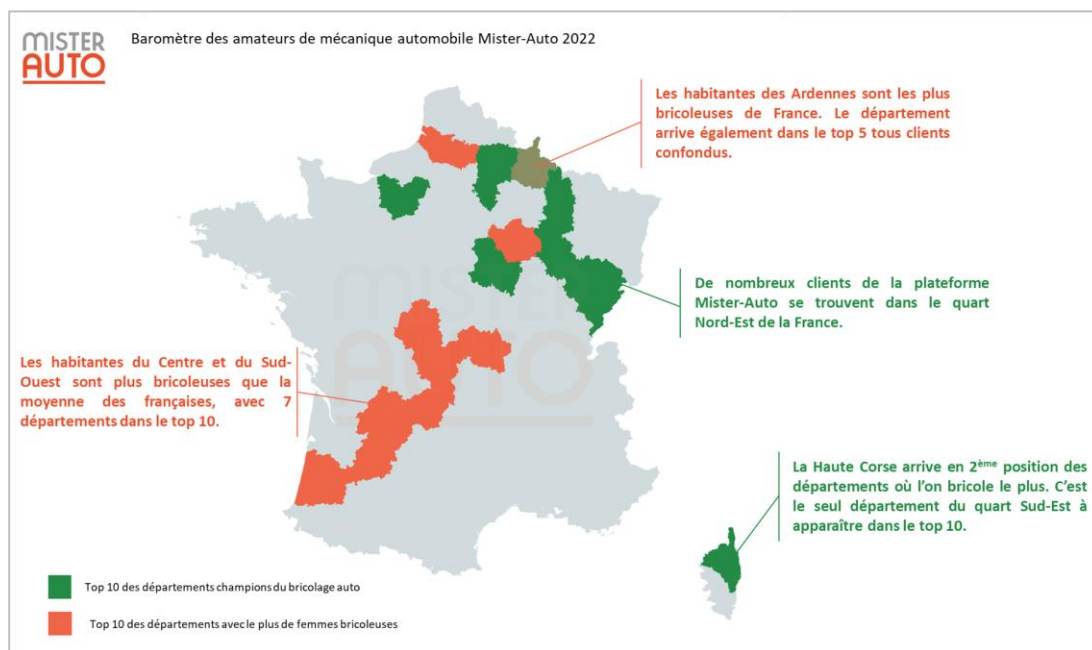 MISTER
AUTO
Baromètre des amateurs de mécanique automobile Mister-Auto 2022
Les habitantes des Ardennes sont les plus
bricoleuses de France. Le département
arrive également dans le top 5 tous clients
confondus.
De nombreux clients de la plateforme
Mister-Auto se trouvent dans le quart
Nord-Est de la France.
MISTER
AUTO
Les habitantes du Centre et du Sud-
Ouest sont plus bricoleuses que la
moyenne des françaises, avec 7
départements dans le top 10.
La Haute Corse arrive en 2ème position des
départements où l'on bricole le plus. C'est
le seul département du quart Sud-Est à
apparaître dans le top 10.
Top 10 des départements champions du bricolage auto
Top 10 des départements avec le plus de femmes bricoleuses